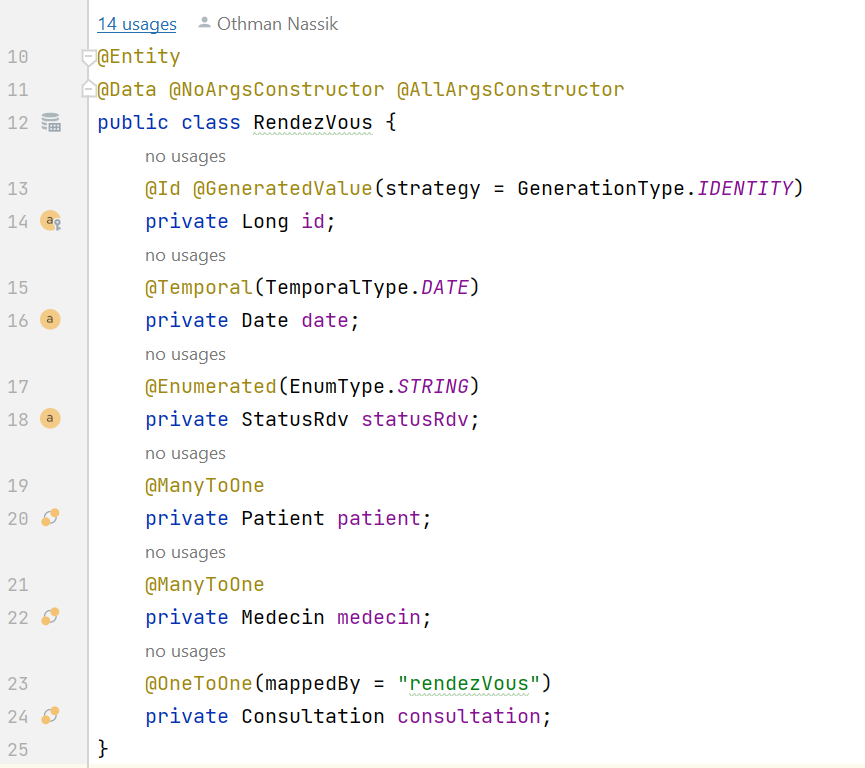 14 usages Othman Nassik
10 @Entity
11 @Data @NoArgsConstructor @AllArgsConstructor
12 public class RendezVous {
no usages
13 @Id @GeneratedValue(strategy = GenerationType.IDENTITY)
14 a private Long id;
no usages
15 @Temporal(TemporalType.DATE)
16 a private Date date;
no usages
17 @Enumerated(EnumType.STRING)
18 a private StatusRdv statusRdv;
no usages
19 @ManyToOne
20 private Patient patient;
no usages
21 @ManyToOne
22 private Medecin medecin;
no usages
23 @OneToOne(mappedBy = "rendezVous")
24 private Consultation consultation;
25 }